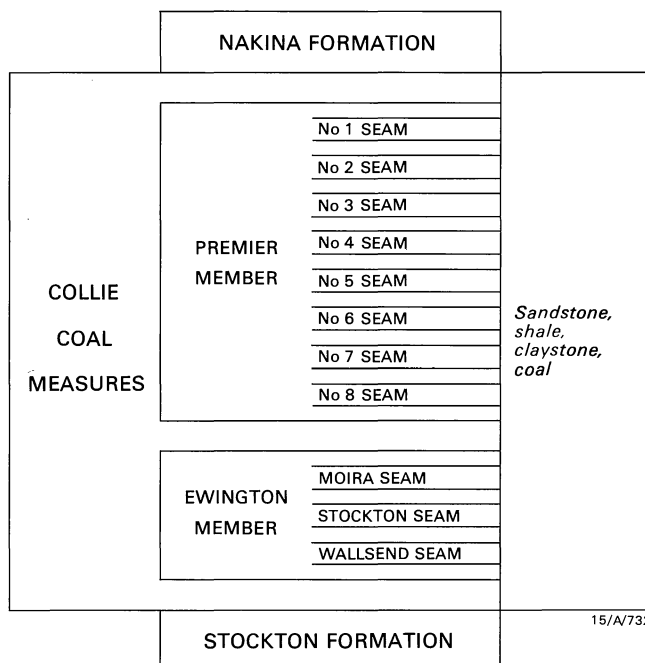 NAKINA FORMATION
No 1 SEAM
No 2 SEAM
No 3 SEAM
No 4 SEAM
No 5 SEAM
No 6 SEAM
No 7 SEAM
No 8 SEAM
PREMIER
MEMBER
COLLIE
COAL
MEASURES
Sandstone,
shale,
claystone,
coal
EWINGTON
MEMBER
MOIRA SEAM
STOCKTON SEAM
WALLSEND SEAM
15/A/732
STOCKTON FORMATION